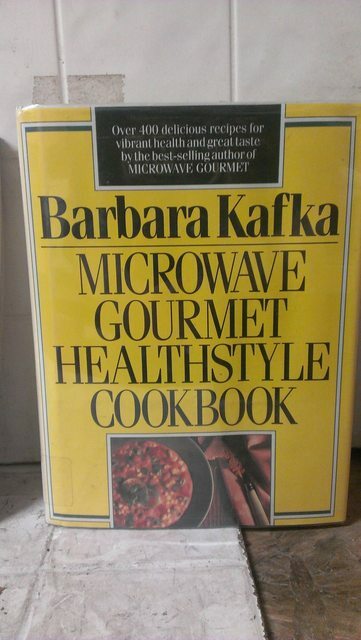 Over 400 delicious recipes for
vibrant health and great taste
by the best-selling author of
MICROWAVE GOURMET
Barbara Kafka
MICROWAVE
GOURMET
HEALTHSTYLE
COOKBOOK